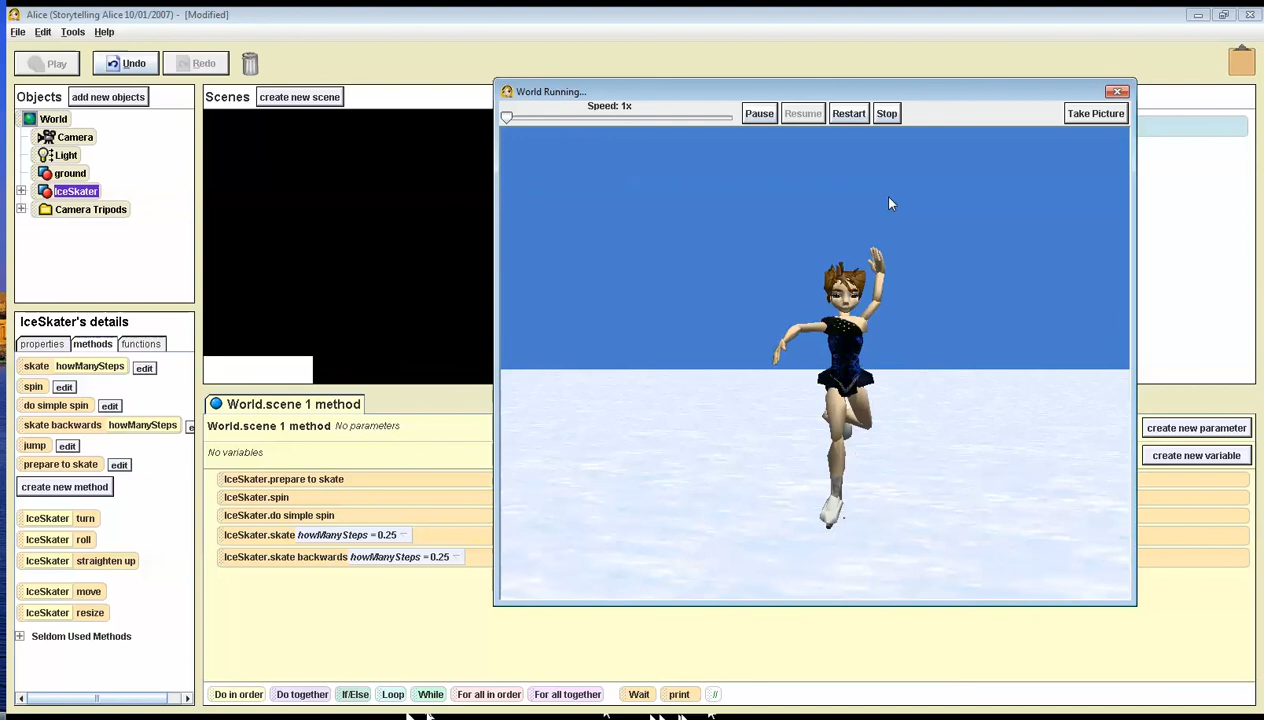 Alice (Storytelling Alice 10/01/2007) - [Modified]
File Edit Tools Help
Play Undo Redo
Objects add new objects
World
Camera
Light
ground
IceSkater
Camera Tripods
Scenes create new scene
World Running...
Speed: 1x
Pause Resume Restart Stop Take Picture
IceSkater's details
properties methods functions
skate howManySteps edit
spin edit
do simple spin edit
skate backwards howManySteps e
jump edit
prepare to skate edit
create new method
IceSkater turn
IceSkater roll
IceSkater straighten up
IceSkater move
IceSkater resize
Seldom Used Methods
World.scene 1 method
World.scene 1 method No parameters
create new parameter
No variables
create new variable
IceSkater.prepare to skate
IceSkater.spin
IceSkater.do simple spin
IceSkater.skate howManySteps = 0.25
IceSkater.skate backwards howManySteps = 0.25
Do in order Do together If/Else Loop While For all in order For all together Wait print //